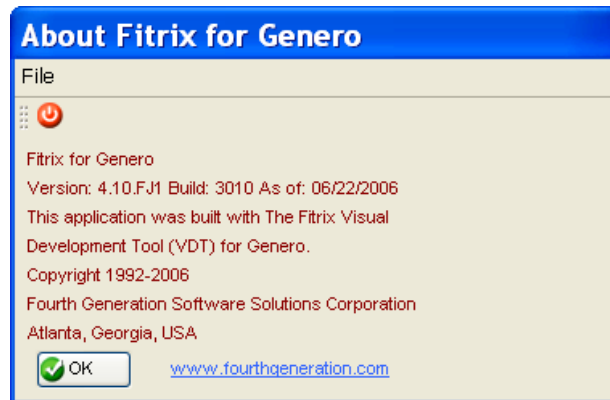 About Fitrix for Genero
File
Fitrix for Genero
Version: 4.10.FJ1 Build: 3010 As of: 06/22/2006
This application was built with The Fitrix Visual
Development Tool (VDT) for Genero.
Copyright 1992-2006
Fourth Generation Software Solutions Corporation
Atlanta, Georgia, USA
OK www.fourthgeneration.com